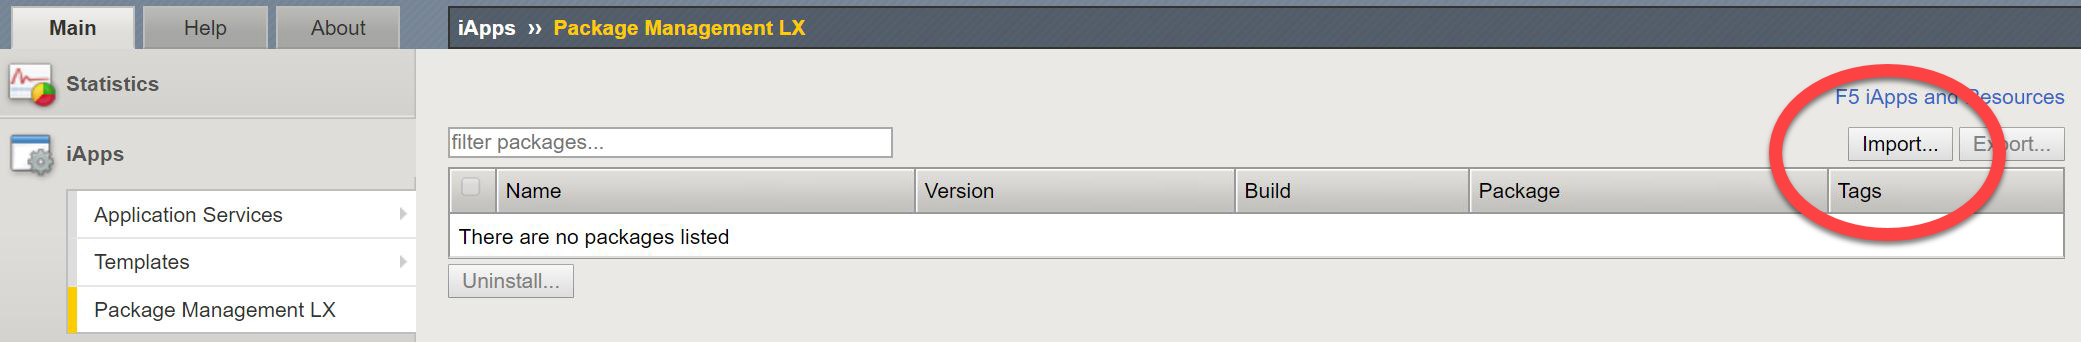 Main Help About
iApps ›› Package Management LX
Statistics
F5 iApps and Resources
iApps
filter packages...
Import... Export...
Name Version Build Package Tags
Application Services
There are no packages listed
Templates
Uninstall...
Package Management LX